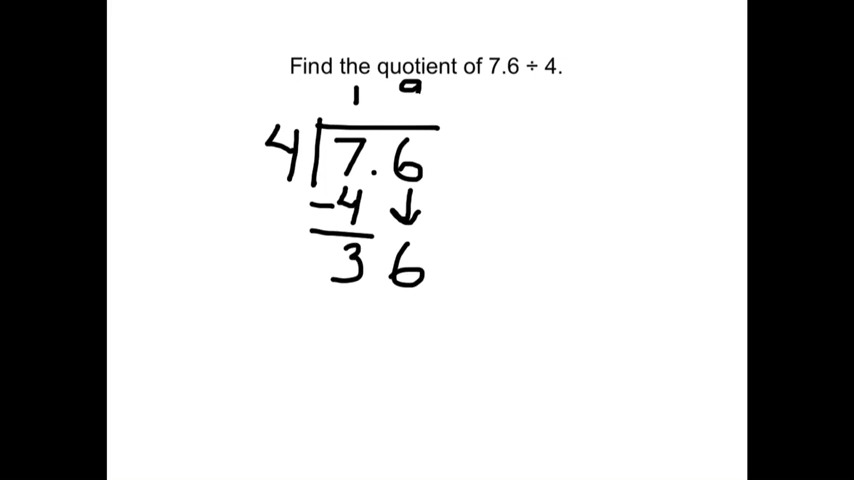 Find the quotient of 7.6 ÷ 4.
1
4 7.6
-4 ↓
3 6